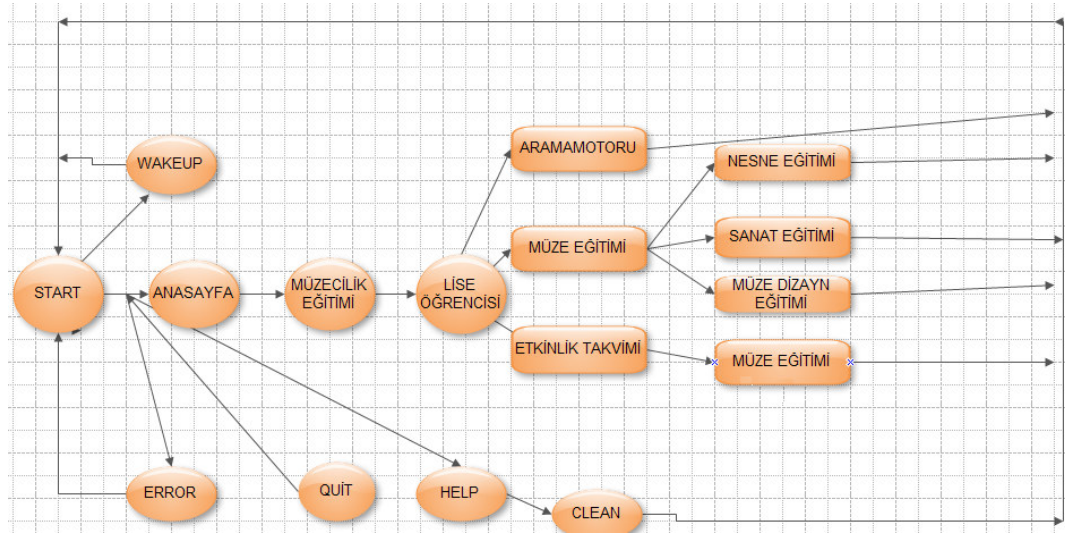 WAKEUP
ARAMAMOTORU
NESNE EĞİTİMİ
START
ANASAYFA
MÜZECİLİK
EĞİTİMİ
LİSE
ÖĞRENCİSİ
MÜZE EĞİTİMİ
SANAT EĞİTİMİ
MÜZE DİZAYN
EĞİTİMİ
ETKİNLİK TAKVİMİ
MÜZE EĞİTİMİ
ERROR
QUİT
HELP
CLEAN